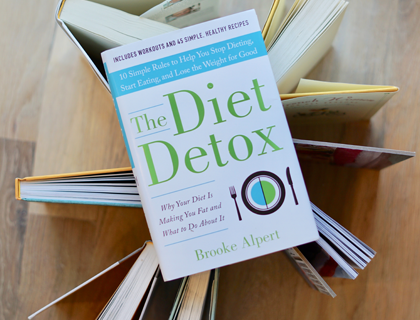 INCLUDES WORKOUTS AND 45 SIMPLE, HEALTHY RECIPES
10 Simple Rules to Help You Stop Dieting,
Start Eating, and Lose the Weight for Good
The Diet
Detox
Why Your Diet Is
Making You Fat and
What to Do About It
Brooke Alpert